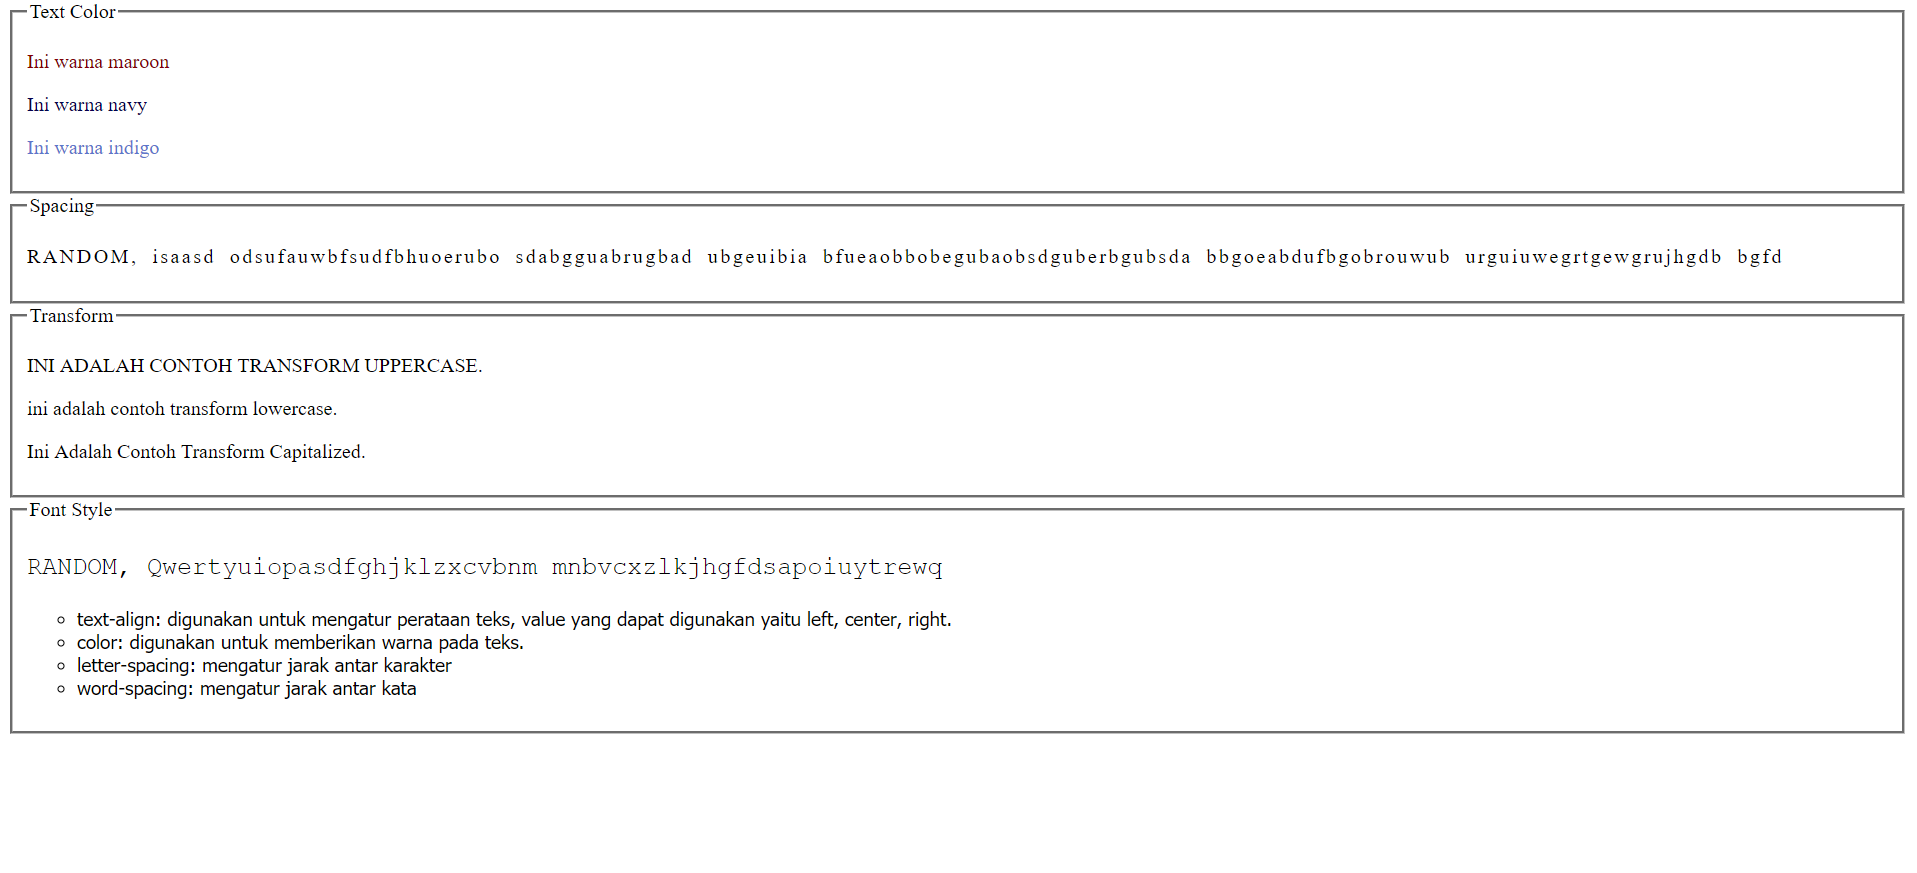 Text Color
Ini warna maroon
Ini warna navy
Ini warna indigo
Spacing
RANDOM, isaasd odsufauwbfsudfbhuoerubo sdabgguabrugbad ubgeuibia bfueaobbobegubaobsdguberbgubsda bbgoeabdufbgobrouwub urguiuwegrtgewgrujhgdb bgfd
Transform
INI ADALAH CONTOH TRANSFORM UPPERCASE.
ini adalah contoh transform lowercase.
Ini Adalah Contoh Transform Capitalized.
Font Style
RANDOM, Qwertyuiopasdfghjklzxcvbnm mnbvcxzlkjhgfdsapoiuytrewq
text-align: digunakan untuk mengatur perataan teks, value yang dapat digunakan yaitu left, center, right.
color: digunakan untuk memberikan warna pada teks.
letter-spacing: mengatur jarak antar karakter
word-spacing: mengatur jarak antar kata